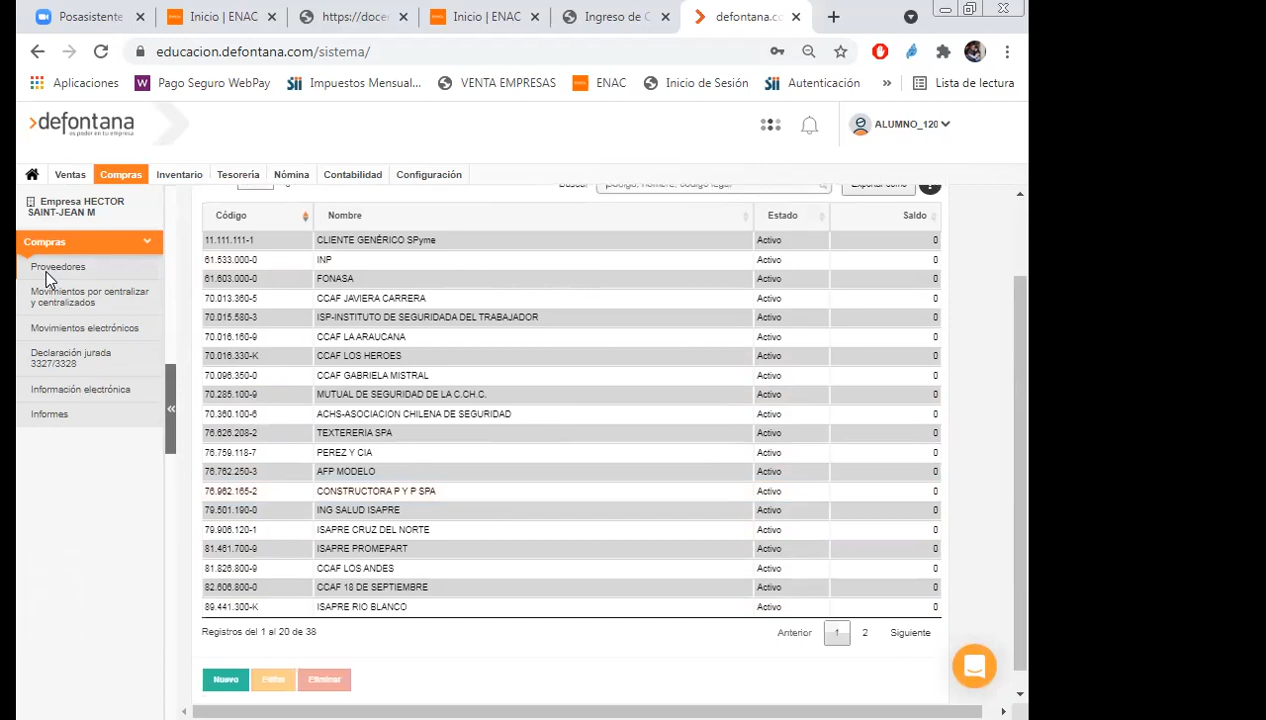 Posasistente
Inicio | ENAC
https://doce
Inicio | ENAC
Ingreso de C
defontana.co
educacion.defontana.com/sistema/
Aplicaciones
Pago Seguro WebPay
Impuestos Mensual...
VENTA EMPRESAS
ENAC
Inicio de Sesión
Autenticación
»
Lista de lectura
defontana
es poder en tu empresa
ALUMNO_120
Ventas
Compras
Inventario
Tesorería
Nómina
Contabilidad
Configuración
Empresa HECTOR
SAINT-JEAN M
Compras
Proveedores
Movimientos por centralizar
y centralizados
Movimientos electrónicos
Declaración jurada
3327/3328
Información electrónica
Informes
«
Código Nombre Estado Saldo
11.111.111-1 CLIENTE GENÉRICO SPyme Activo 0
61.533.000-0 INP Activo 0
61.603.000-0 FONASA Activo 0
70.013.360-5 CCAF JAVIERA CARRERA Activo 0
70.015.580-3 ISP-INSTITUTO DE SEGURIDADA DEL TRABAJADOR Activo 0
70.016.160-9 CCAF LA ARAUCANA Activo 0
70.016.330-K CCAF LOS HEROES Activo 0
70.096.350-0 CCAF GABRIELA MISTRAL Activo 0
70.285.100-9 MUTUAL DE SEGURIDAD DE LA C.CH.C. Activo 0
70.360.100-6 ACHS-ASOCIACION CHILENA DE SEGURIDAD Activo 0
76.626.208-2 TEXTERERIA SPA Activo 0
76.759.118-7 PEREZ Y CIA Activo 0
76.762.250-3 AFP MODELO Activo 0
76.962.165-2 CONSTRUCTORA P Y P SPA Activo 0
79.501.190-0 ING SALUD ISAPRE Activo 0
79.906.120-1 ISAPRE CRUZ DEL NORTE Activo 0
81.461.700-9 ISAPRE PROMEPART Activo 0
81.826.800-9 CCAF LOS ANDES Activo 0
82.606.800-0 CCAF 18 DE SEPTIEMBRE Activo 0
89.441.300-K ISAPRE RIO BLANCO Activo 0
Registros del 1 al 20 de 38
Anterior
1
2
Siguiente
Nuevo
Editar
Eliminar